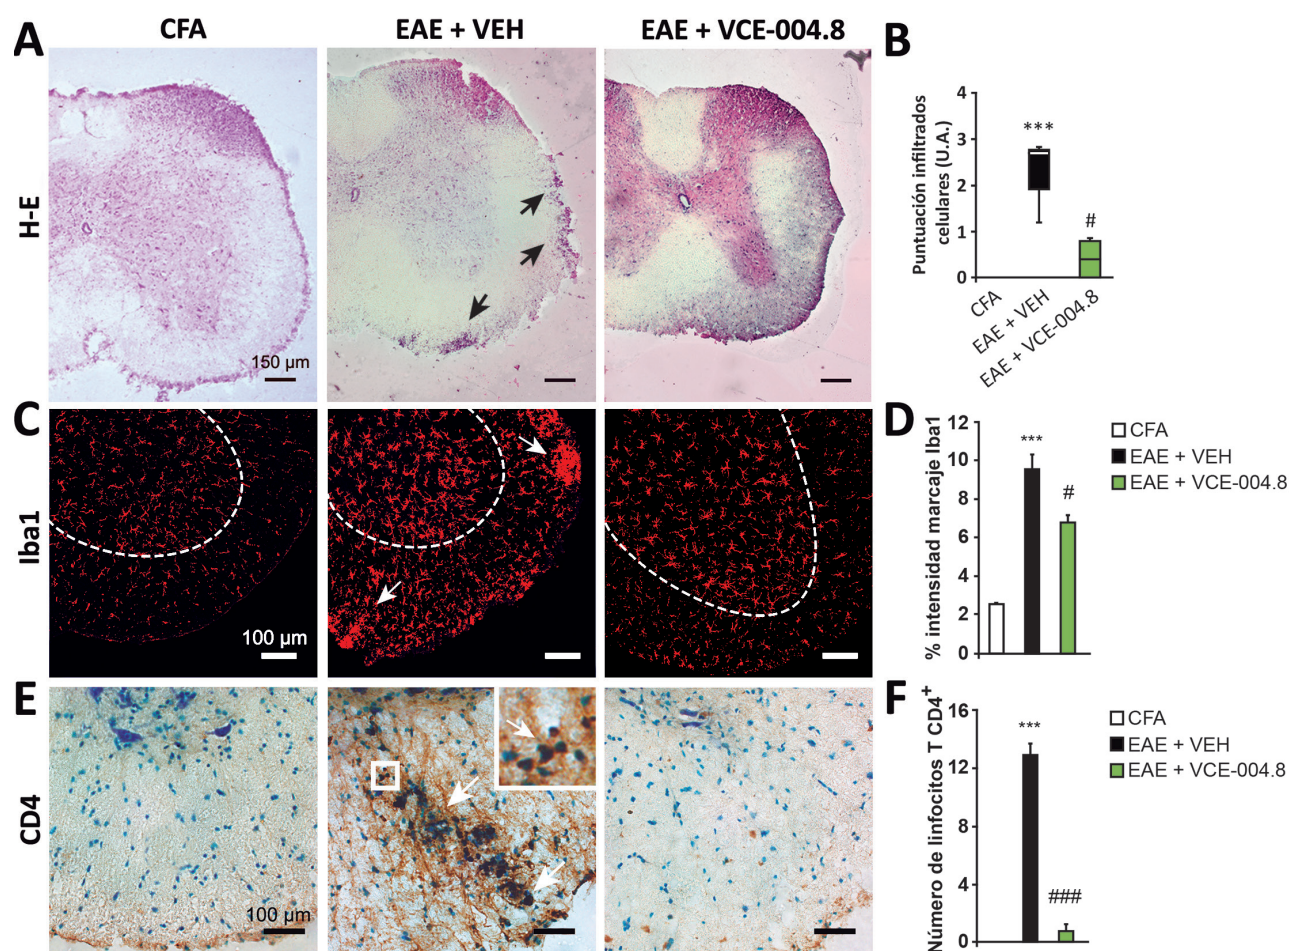 A
CFA
EAE + VEH
EAE + VCE-004.8
H-E
150 µm
B
Puntuación infiltrados
celulares (U.A.)
4
3
2
1
0
***
#
CFA
EAE + VEH
EAE + VCE-004.8
C
Iba1
100 µm
D
% intensidad marcaje Iba1
12
10
8
6
4
2
0
***
#
CFA
EAE + VEH
EAE + VCE-004.8
E
CD4
100 µm
F
Número de linfocitos T CD4+
16
12
8
4
0
***
###
CFA
EAE + VEH
EAE + VCE-004.8